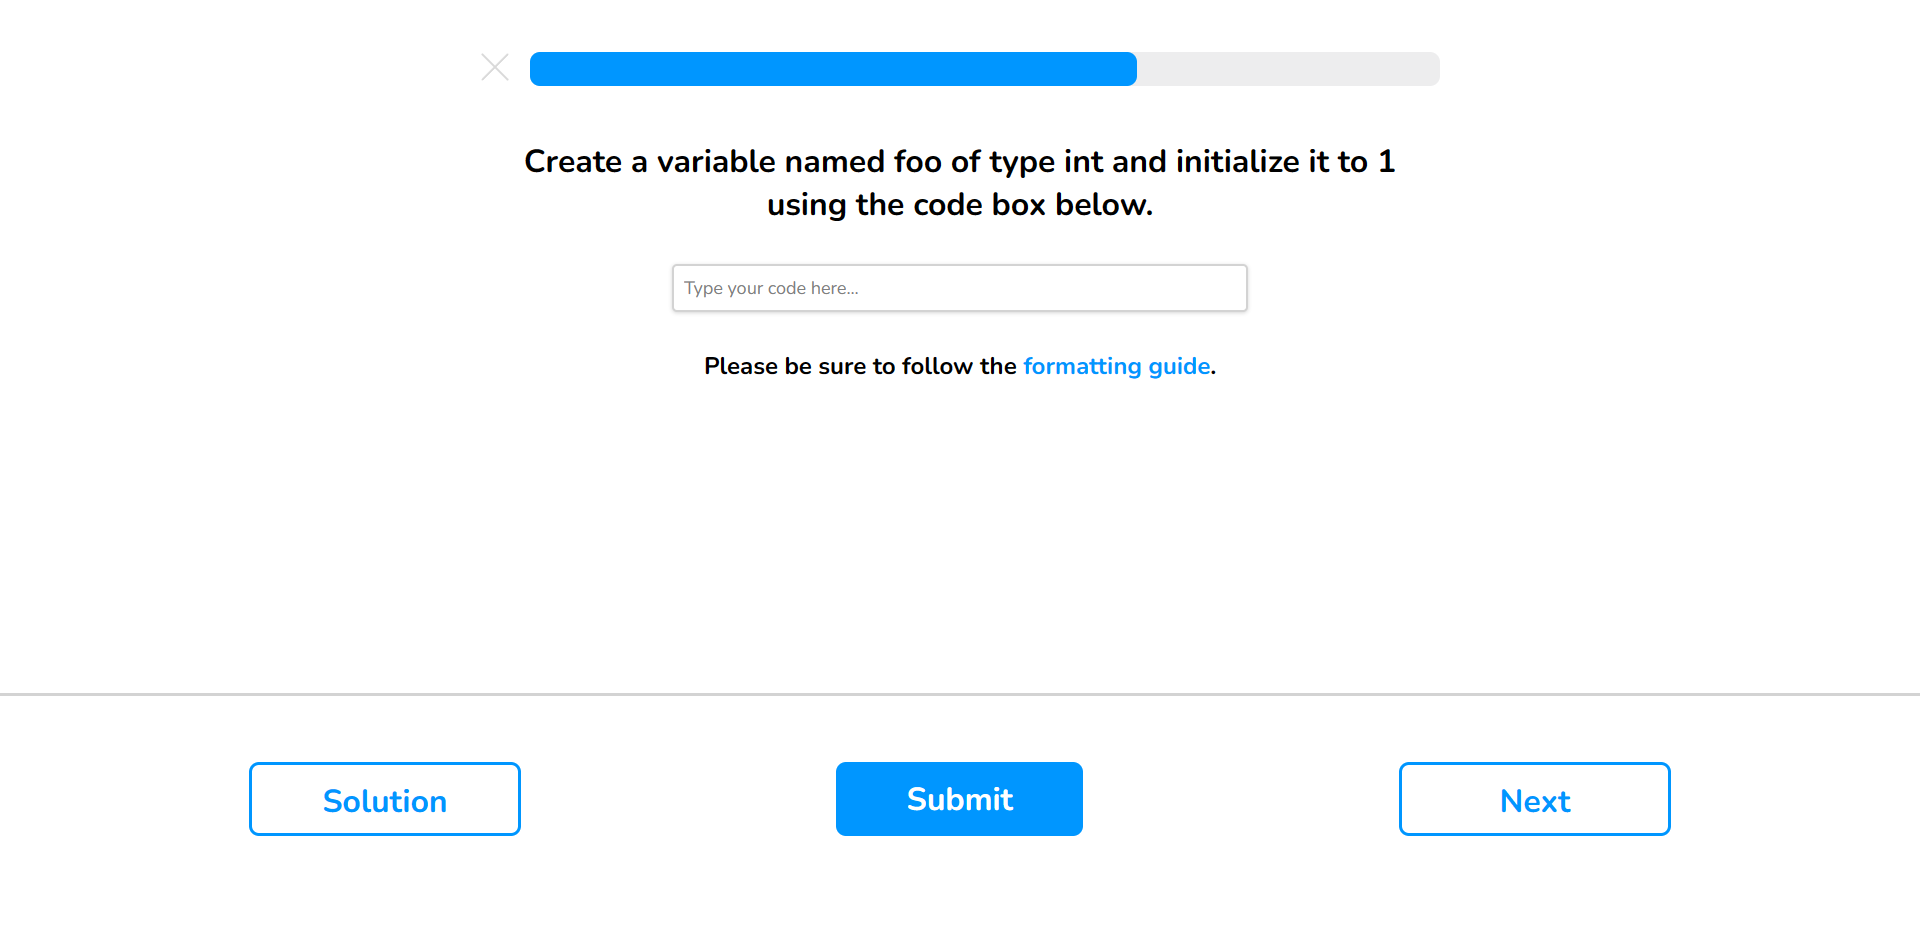 Create a variable named foo of type int and initialize it to 1
using the code box below.
Type your code here...
Please be sure to follow the formatting guide.
Solution
Submit
Next